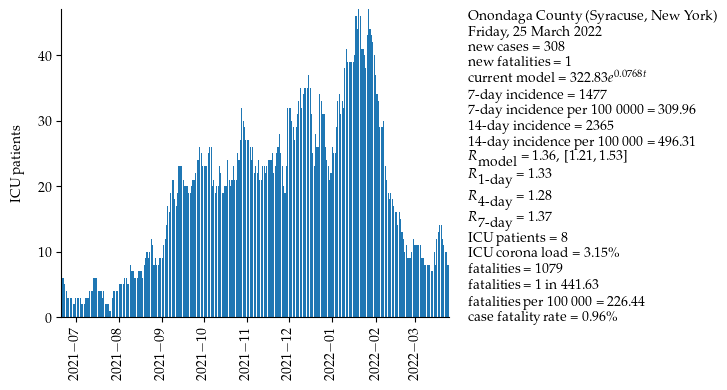 Onondaga County (Syracuse, New York)
Friday, 25 March 2022
new cases = 308
new fatalities = 1
current model = 322.83e^0.0768t
7-day incidence = 1477
7-day incidence per 100 0000 = 309.96
14-day incidence = 2365
14-day incidence per 100 000 = 496.31
R_model = 1.36, [1.21, 1.53]
R_1-day = 1.33
R_4-day = 1.28
R_7-day = 1.37
ICU patients = 8
ICU corona load = 3.15%
fatalities = 1079
fatalities = 1 in 441.63
fatalities per 100 000 = 226.44
case fatality rate = 0.96%
ICU patients
40
30
20
10
0
2021−07
2021−08
2021−09
2021−10
2021−11
2021−12
2022−01
2022−02
2022−03